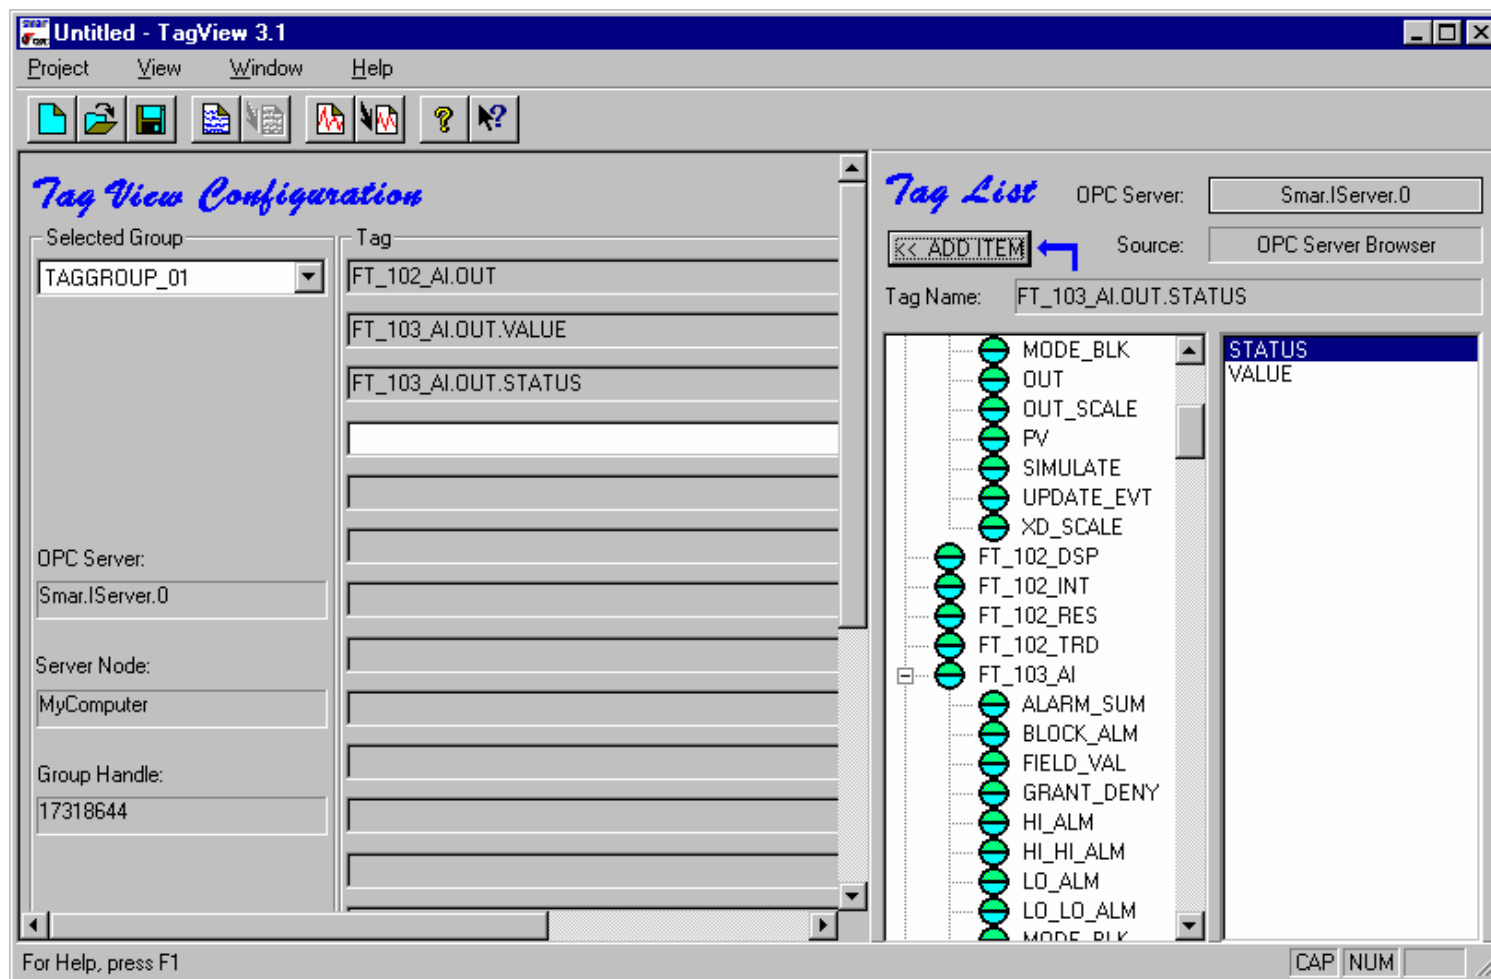 Untitled - TagView 3.1
Project View Window Help
Tag View Configuration
Selected Group
TAGGROUP_01
OPC Server:
Smar.IServer.0
Server Node:
MyComputer
Group Handle:
17318644
Tag
FT_102_AI.OUT
FT_103_AI.OUT.VALUE
FT_103_AI.OUT.STATUS
Tag List
OPC Server: Smar.IServer.0
<< ADD ITEM
Source: OPC Server Browser
Tag Name: FT_103_AI.OUT.STATUS
MODE_BLK
OUT
OUT_SCALE
PV
SIMULATE
UPDATE_EVT
XD_SCALE
FT_102_DSP
FT_102_INT
FT_102_RES
FT_102_TRD
FT_103_AI
ALARM_SUM
BLOCK_ALM
FIELD_VAL
GRANT_DENY
HI_ALM
HI_HI_ALM
LO_ALM
LO_LO_ALM
MODE_BLK
STATUS
VALUE
For Help, press F1
CAP NUM